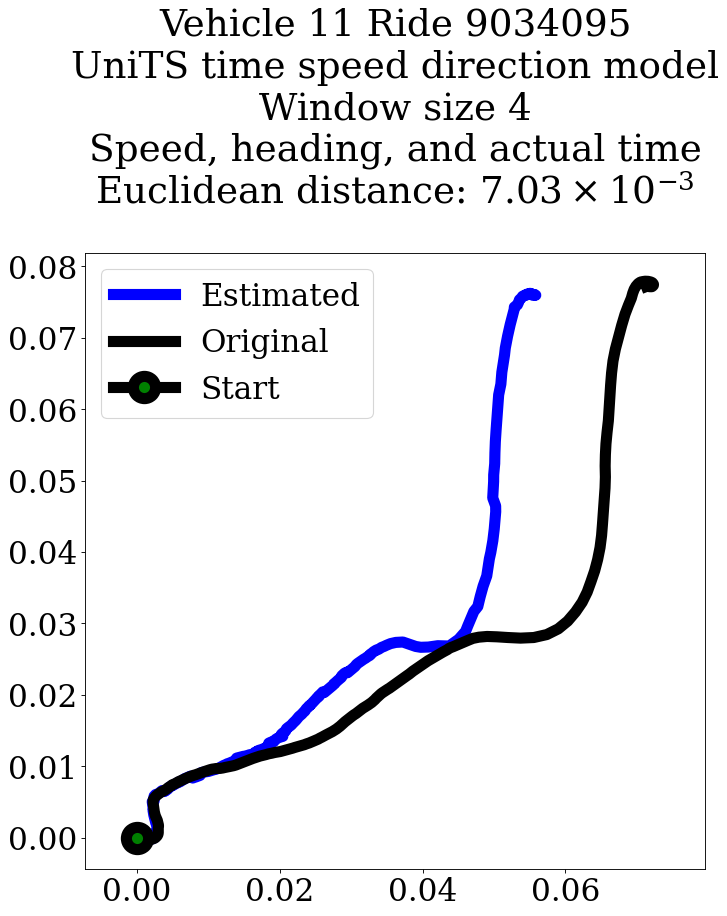 Vehicle 11 Ride 9034095
UniTS time speed direction model
Window size 4
Speed, heading, and actual time
Euclidean distance: 7.03 × 10⁻³
0.08
Estimated
Original
Start
0.07
0.06
0.05
0.04
0.03
0.02
0.01
0.00
0.00 0.02 0.04 0.06